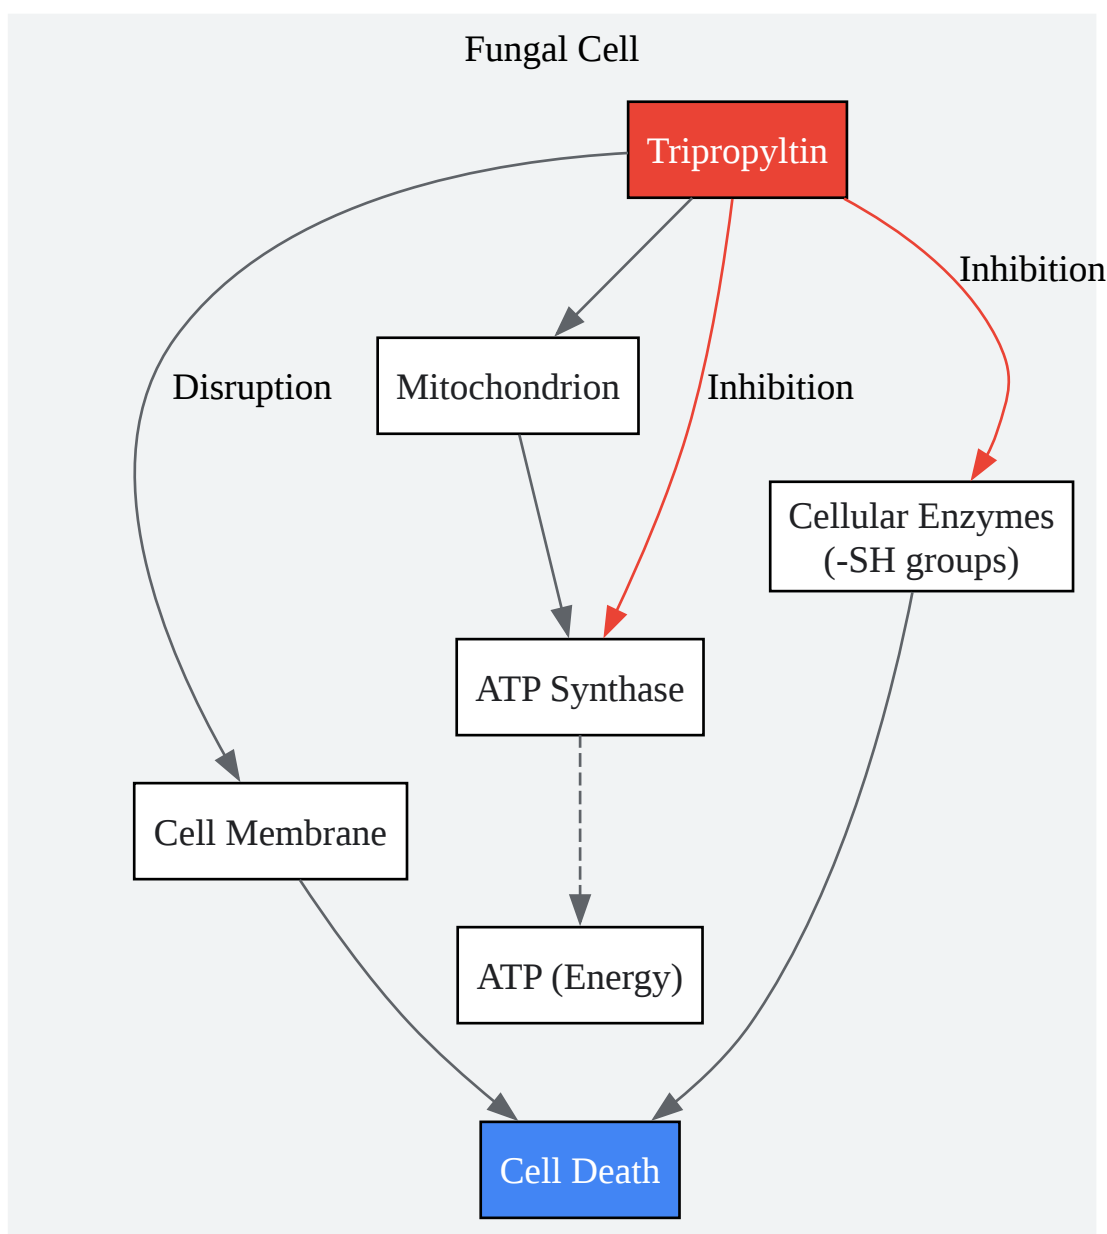 Fungal Cell
Tripropyltin
Inhibition
Disruption
Mitochondrion
Inhibition
Cellular Enzymes
(-SH groups)
ATP Synthase
Cell Membrane
ATP (Energy)
Cell Death